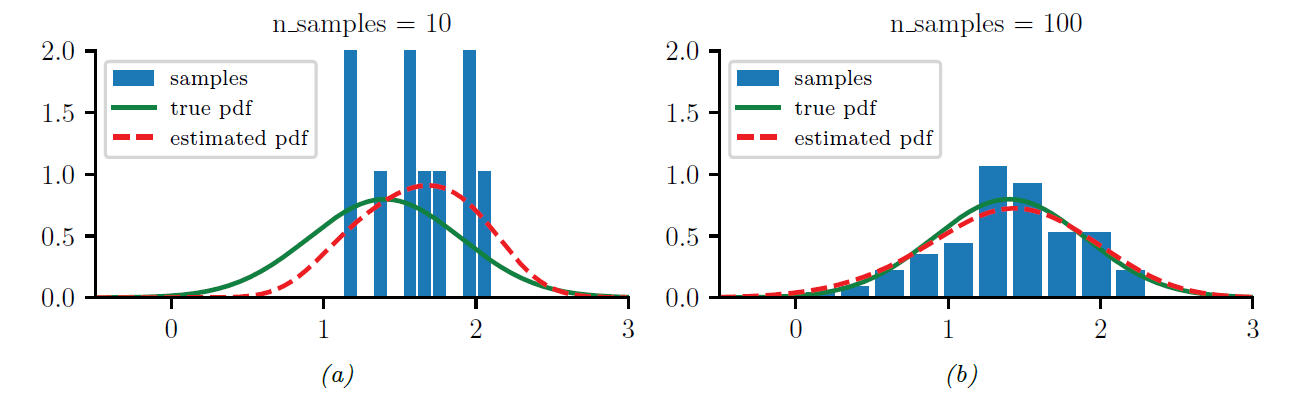 n_samples = 10
2.0
1.5
1.0
0.5
0.0
samples
true pdf
estimated pdf
0 1 2 3
(a)
n_samples = 100
2.0
1.5
1.0
0.5
0.0
samples
true pdf
estimated pdf
0 1 2 3
(b)